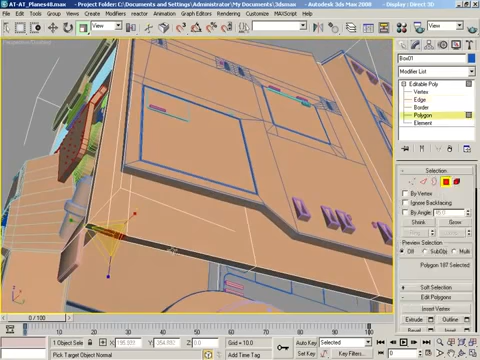 AT-AT_Planes48.max - Project Folder: C:\Documents and Settings\Administrator\My Documents\3dsmax - Autodesk 3ds Max 2008 - Display : Direct 3D
File Edit Tools Group Views Create Modifiers reactor Animation Graph Editors Rendering Customize MAXScript Help
View
View
Perspective
Box01
Modifier List
Editable Poly
Vertex
Edge
Border
Polygon
Element
Selection
By Vertex
Ignore Backfacing
By Angle: 45.0
Shrink Grow
Ring Loop
Preview Selection
Off SubObj Multi
Polygon 187 Selected
Soft Selection
Edit Polygons
Insert Vertex
Extrude Outline
Bevel Inset
0 / 100
0 10 20 30 40 50 60 70 80 90 100
1 Object Sele
X Y Z 0.0
Grid = 10.0
Auto Key Selected
Pick Target Object Normal
Add Time Tag
Set Key Key Filters...